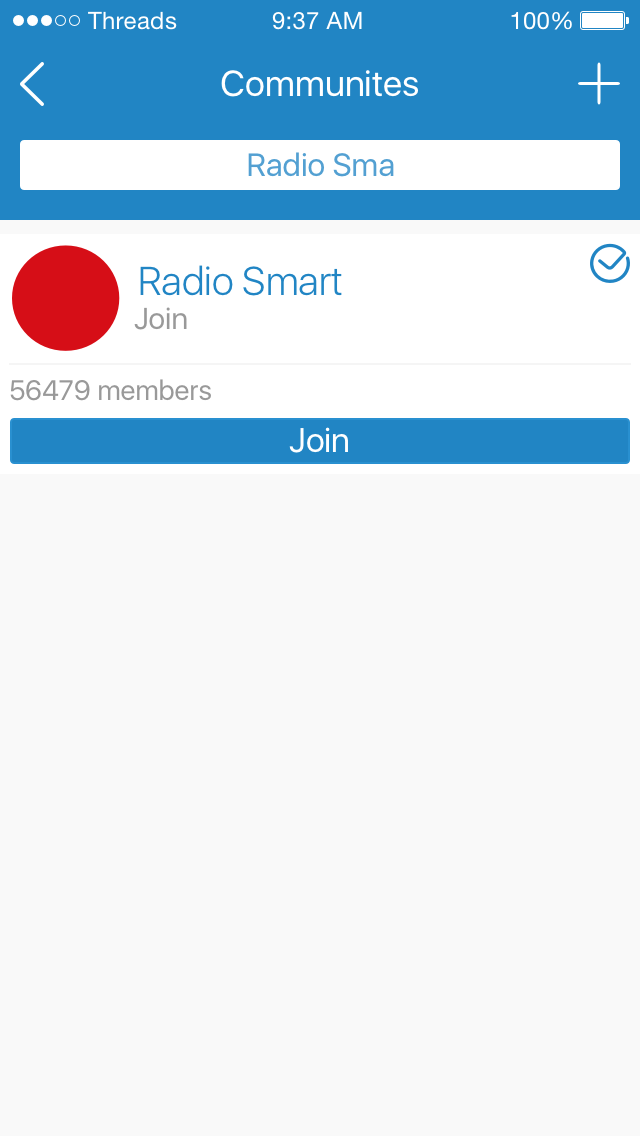 Threads 9:37 AM 100%
Communites
Radio Sma
Radio Smart
Join
56479 members
Join